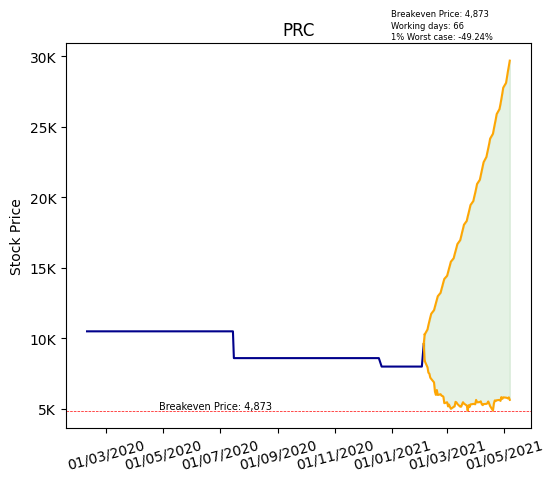 Breakeven Price: 4,873
Working days: 66
1% Worst case: -49.24%
PRC
Stock Price
30K
25K
20K
15K
10K
5K
Breakeven Price: 4,873
01/03/2020
01/05/2020
01/07/2020
01/09/2020
01/11/2020
01/01/2021
01/03/2021
01/05/2021